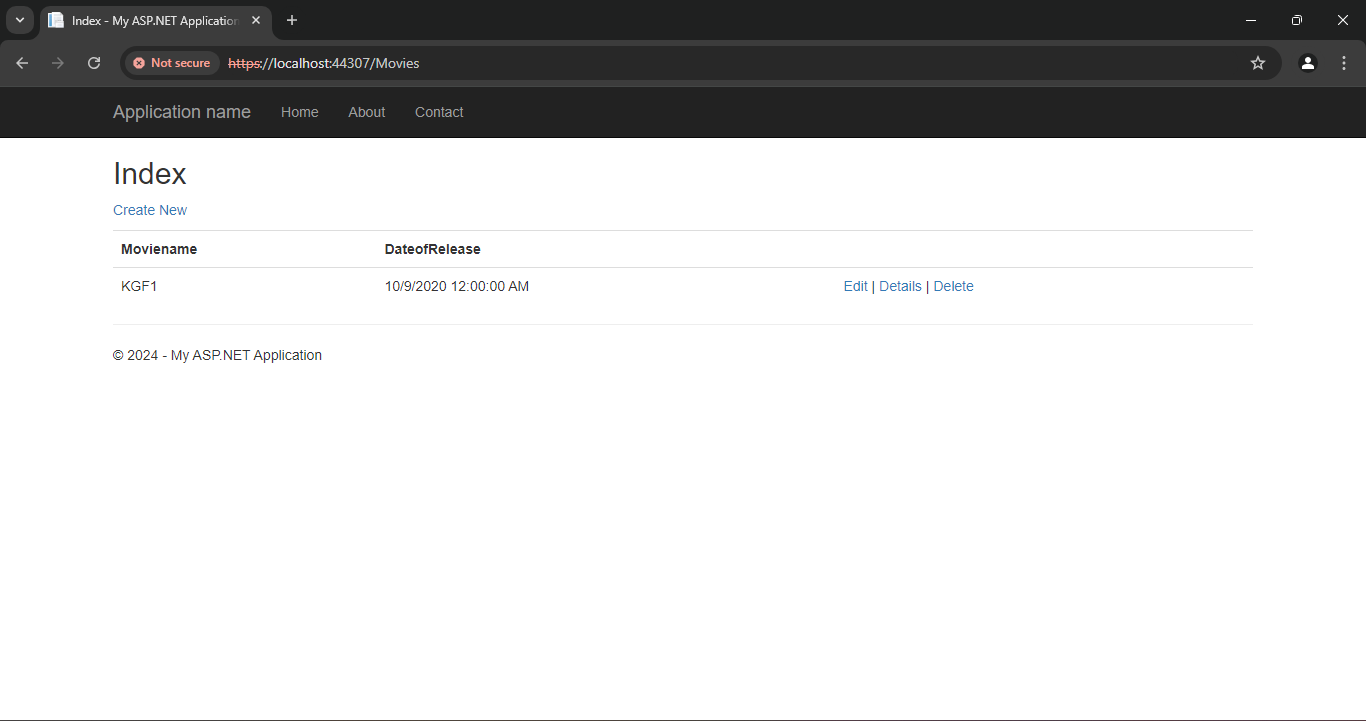 Index - My ASP.NET Application
Not secure https://localhost:44307/Movies
Application name Home About Contact
Index
Create New
Moviename DateofRelease
KGF1 10/9/2020 12:00:00 AM Edit | Details | Delete
© 2024 - My ASP.NET Application